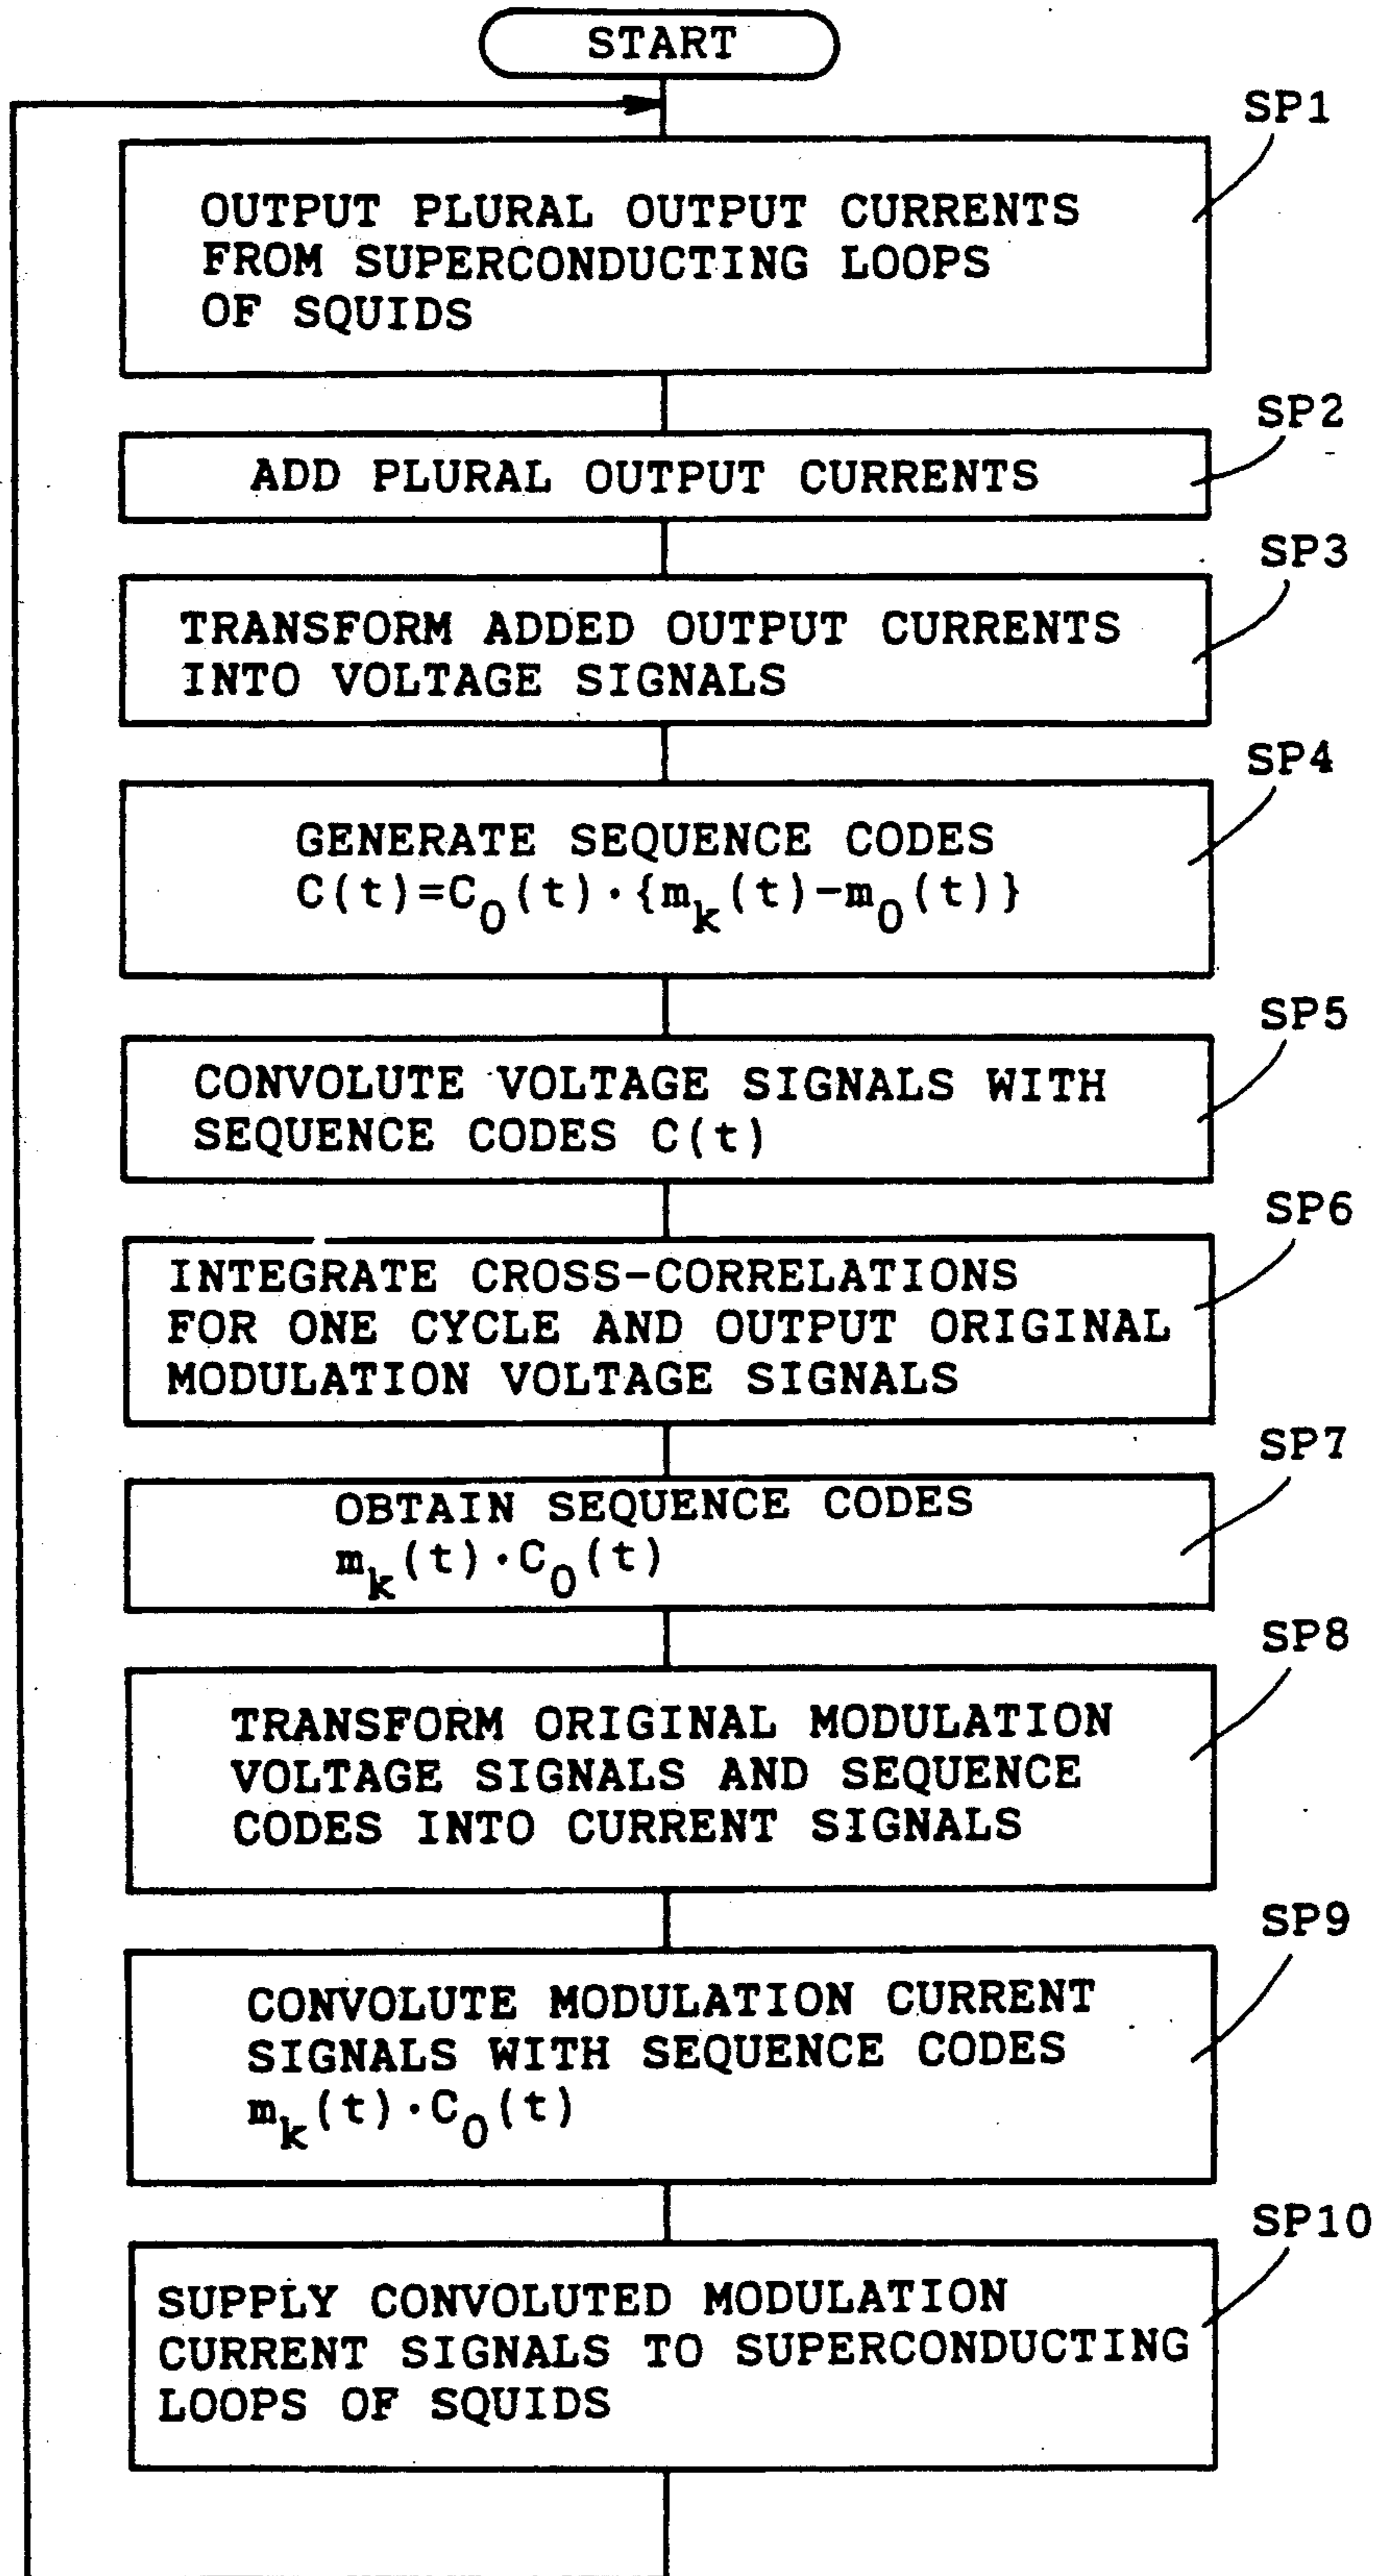 START
SP1
OUTPUT PLURAL OUTPUT CURRENTS
FROM SUPERCONDUCTING LOOPS
OF SQUIDS
SP2
ADD PLURAL OUTPUT CURRENTS
SP3
TRANSFORM ADDED OUTPUT CURRENTS
INTO VOLTAGE SIGNALS
SP4
GENERATE SEQUENCE CODES
C(t)=C₀(t)·{mₖ(t)-m₀(t)}
SP5
CONVOLUTE VOLTAGE SIGNALS WITH
SEQUENCE CODES C(t)
SP6
INTEGRATE CROSS-CORRELATIONS
FOR ONE CYCLE AND OUTPUT ORIGINAL
MODULATION VOLTAGE SIGNALS
SP7
OBTAIN SEQUENCE CODES
mₖ(t)·C₀(t)
SP8
TRANSFORM ORIGINAL MODULATION
VOLTAGE SIGNALS AND SEQUENCE
CODES INTO CURRENT SIGNALS
SP9
CONVOLUTE MODULATION CURRENT
SIGNALS WITH SEQUENCE CODES
mₖ(t)·C₀(t)
SP10
SUPPLY CONVOLUTED MODULATION
CURRENT SIGNALS TO SUPERCONDUCTING
LOOPS OF SQUIDS